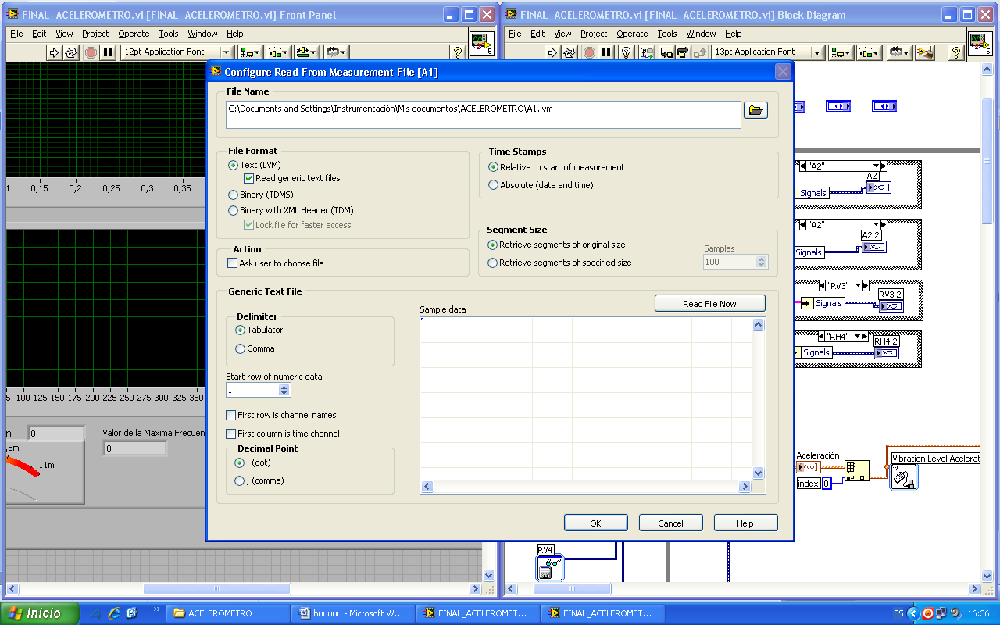 FINAL_ACELEROMETRO.vi [FINAL_ACELEROMETRO.vi] Front Panel
File Edit View Project Operate Tools Window Help
12pt Application Font
5
1 0,15 0,2 0,25 0,3 0,35
5 100 125 150 175 200 225 250 275 300 325 350
n 0
Valor de la Maxima Frecuen
0
,5m
11m
FINAL_ACELEROMETRO.vi [FINAL_ACELEROMETRO.vi] Block Diagram
File Edit View Project Operate Tools Window Help
13pt Application Font
5
"A2"
A2
Signals
"A2"
A2 2
Signals
"RV3"
RV3 2
Signals
"RH4"
RH4 2
Signals
Aceleración
index 0
Vibration Level Acelerat
RV4
Configure Read From Measurement File [A1]
File Name
C:\Documents and Settings\Instrumentación\Mis documentos\ACELEROMETRO\A1.lvm
File Format
Text (LVM)
Read generic text files
Binary (TDMS)
Binary with XML Header (TDM)
Lock file for faster access
Time Stamps
Relative to start of measurement
Absolute (date and time)
Action
Ask user to choose file
Segment Size
Retrieve segments of original size
Retrieve segments of specified size
Samples
100
Generic Text File
Delimiter
Tabulator
Comma
Start row of numeric data
1
First row is channel names
First column is time channel
Decimal Point
. (dot)
, (comma)
Sample data
Read File Now
OK
Cancel
Help
Inicio
ACELEROMETRO
buuuuu - Microsoft W...
FINAL_ACELEROMET...
FINAL_ACELEROMET...
ES
16:36